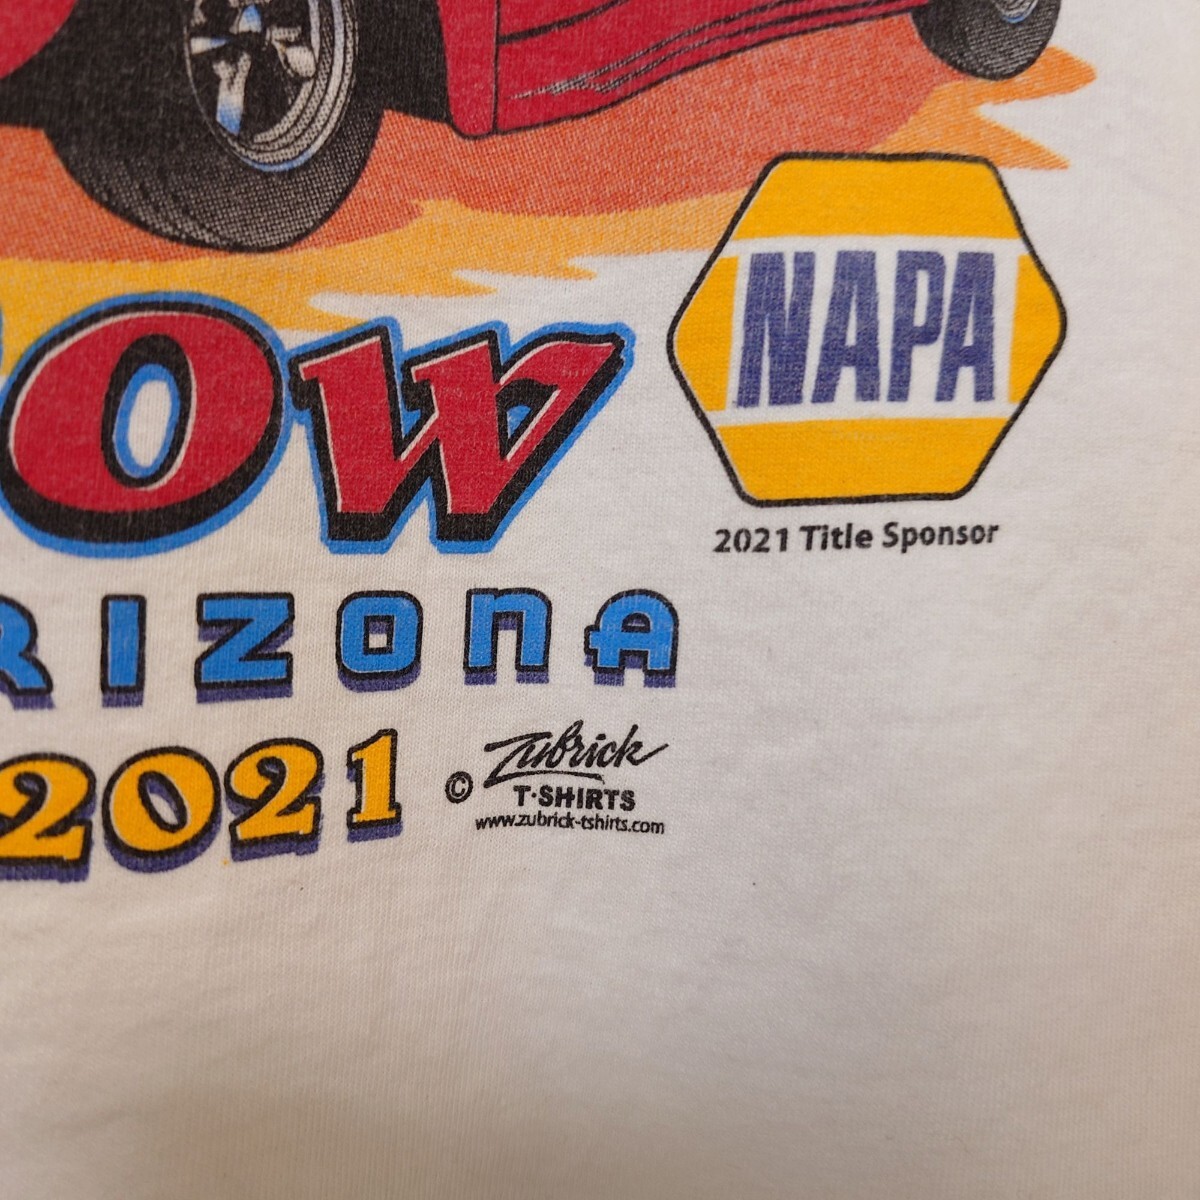 NAPA
2021 Title Sponsor
OW
RIZONA
2021
© Zubrick
T-SHIRTS
www.zubrick-tshirts.com